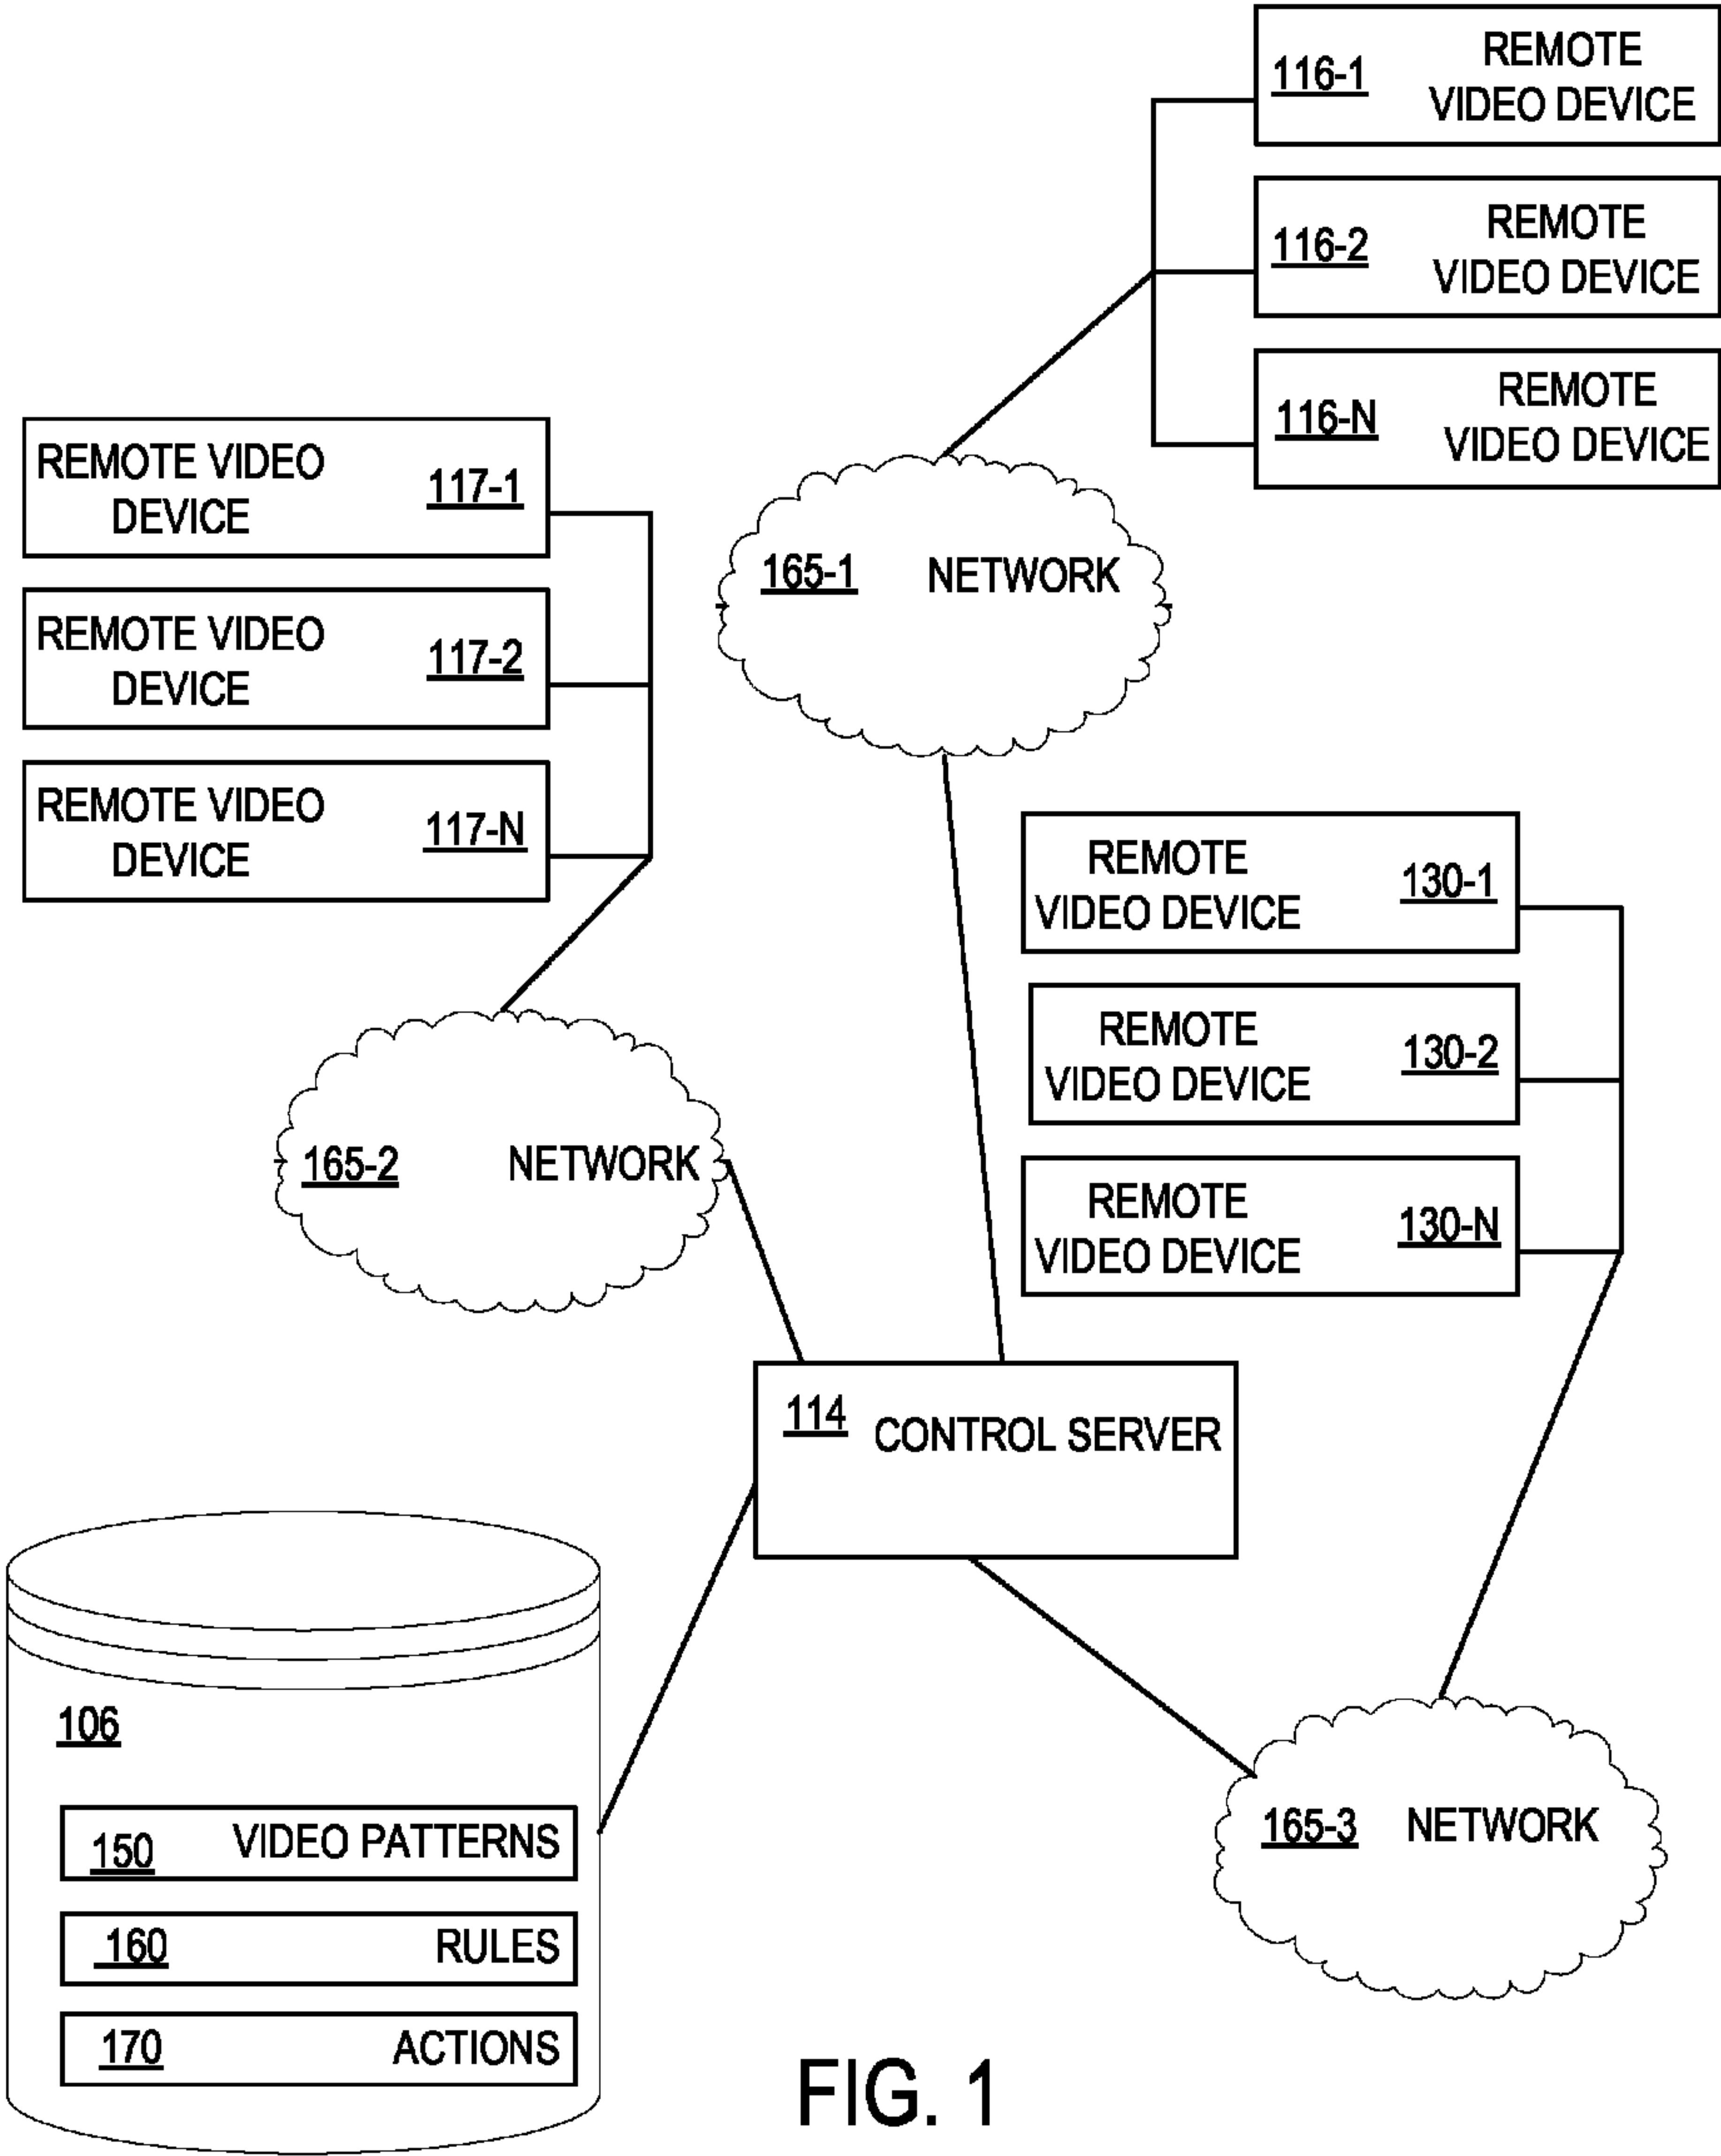 116-1 REMOTE
VIDEO DEVICE
116-2 REMOTE
VIDEO DEVICE
116-N REMOTE
VIDEO DEVICE
REMOTE VIDEO
DEVICE 117-1
REMOTE VIDEO
DEVICE 117-2
REMOTE VIDEO
DEVICE 117-N
165-1 NETWORK
REMOTE
VIDEO DEVICE 130-1
REMOTE
VIDEO DEVICE 130-2
REMOTE
VIDEO DEVICE 130-N
165-2 NETWORK
114 CONTROL SERVER
106
150 VIDEO PATTERNS
160 RULES
170 ACTIONS
165-3 NETWORK
FIG. 1